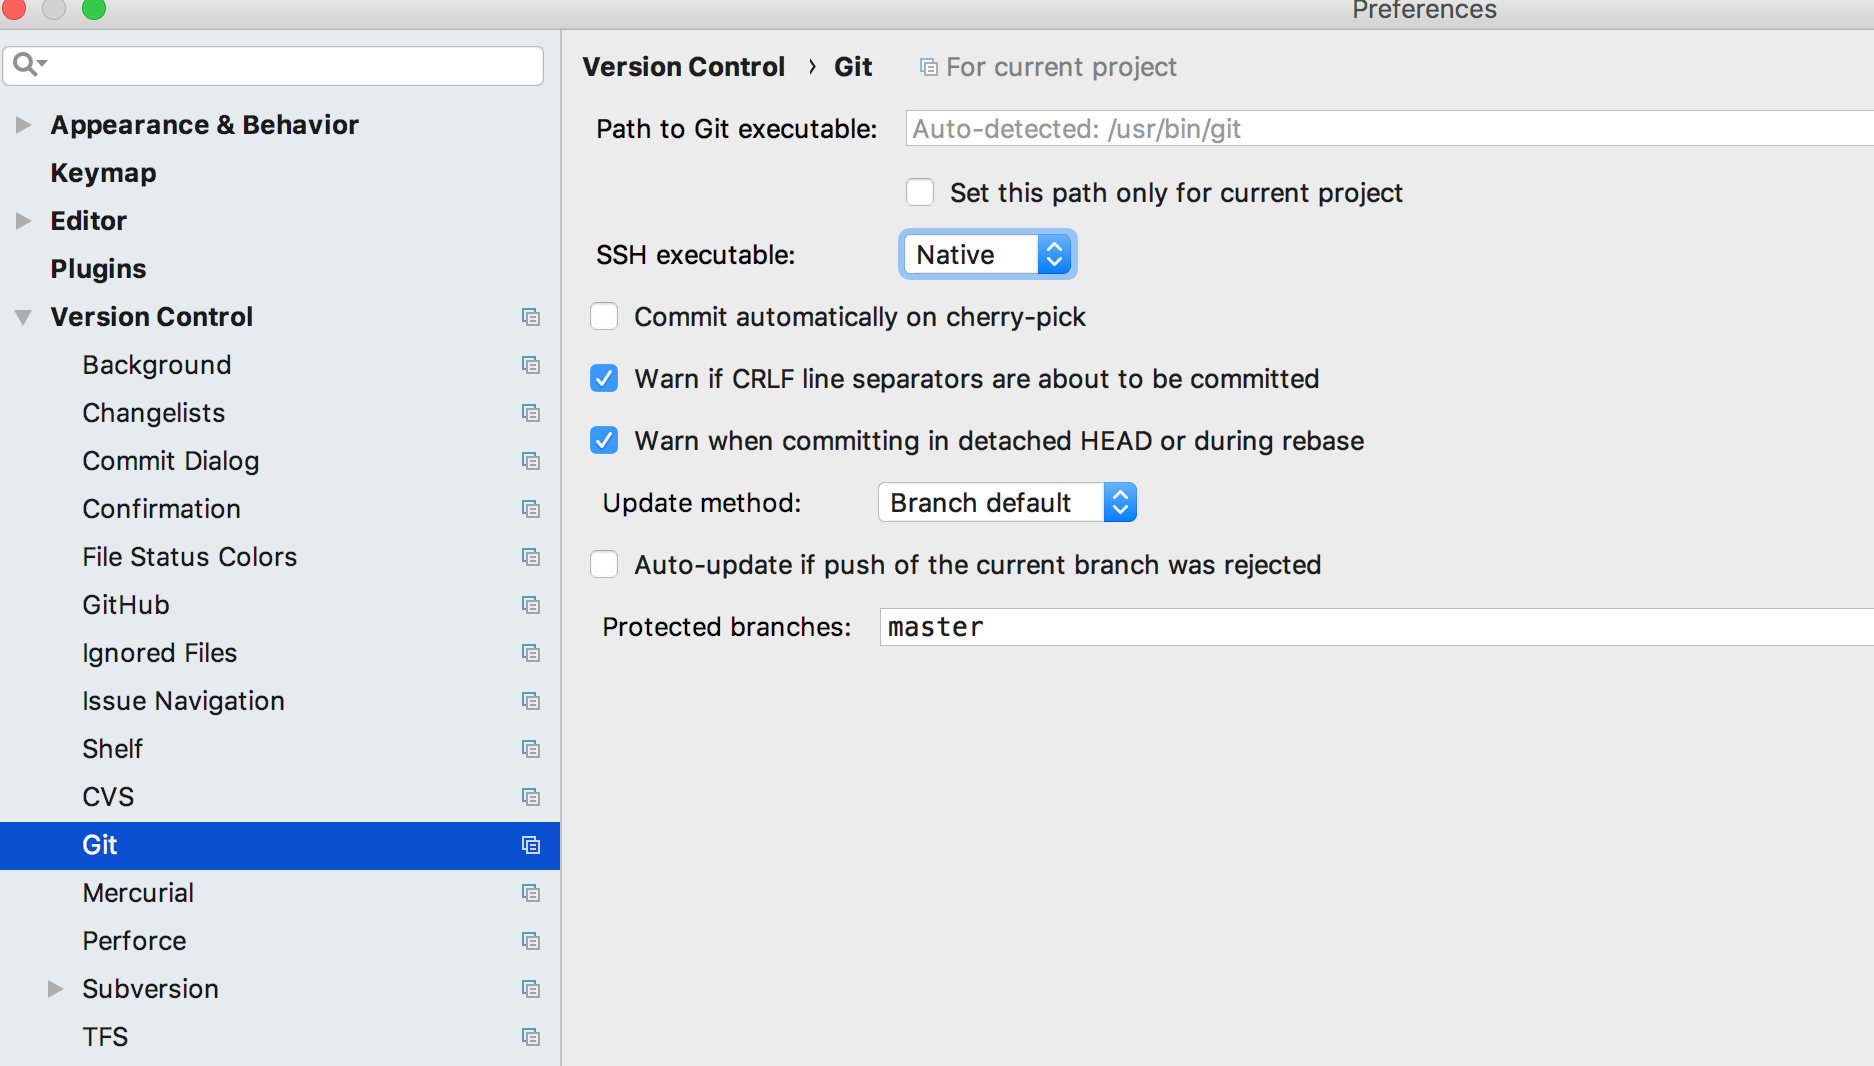 Preferences
Appearance & Behavior
Keymap
Editor
Plugins
Version Control
Background
Changelists
Commit Dialog
Confirmation
File Status Colors
GitHub
Ignored Files
Issue Navigation
Shelf
CVS
Git
Mercurial
Perforce
Subversion
TFS
Version Control › Git For current project
Path to Git executable: Auto-detected: /usr/bin/git
Set this path only for current project
SSH executable: Native
Commit automatically on cherry-pick
Warn if CRLF line separators are about to be committed
Warn when committing in detached HEAD or during rebase
Update method: Branch default
Auto-update if push of the current branch was rejected
Protected branches: master